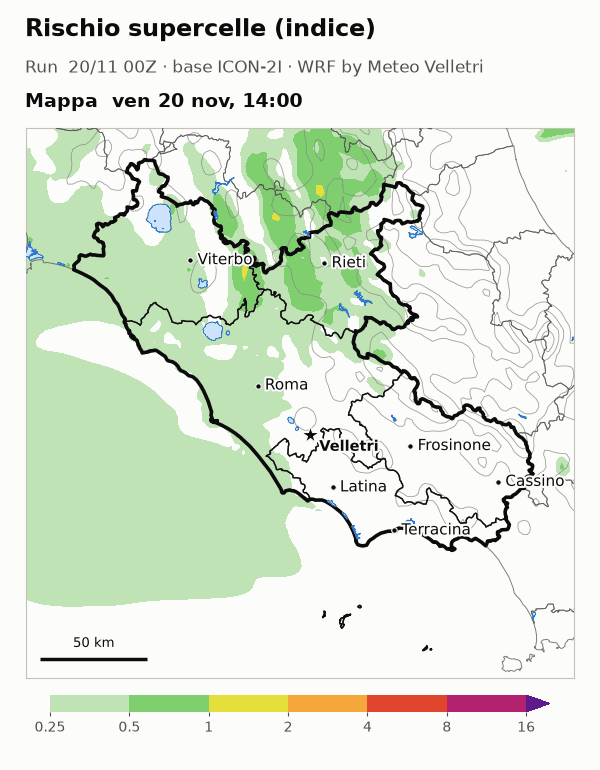 Rischio supercelle (indice)
Run  20/11 00Z · base ICON-2I · WRF by Meteo Velletri
Mappa  ven 20 nov, 14:00
Viterbo
Rieti
Roma
Velletri
Frosinone
Latina
Cassino
Terracina
50 km
0.25 0.5 1 2 4 8 16